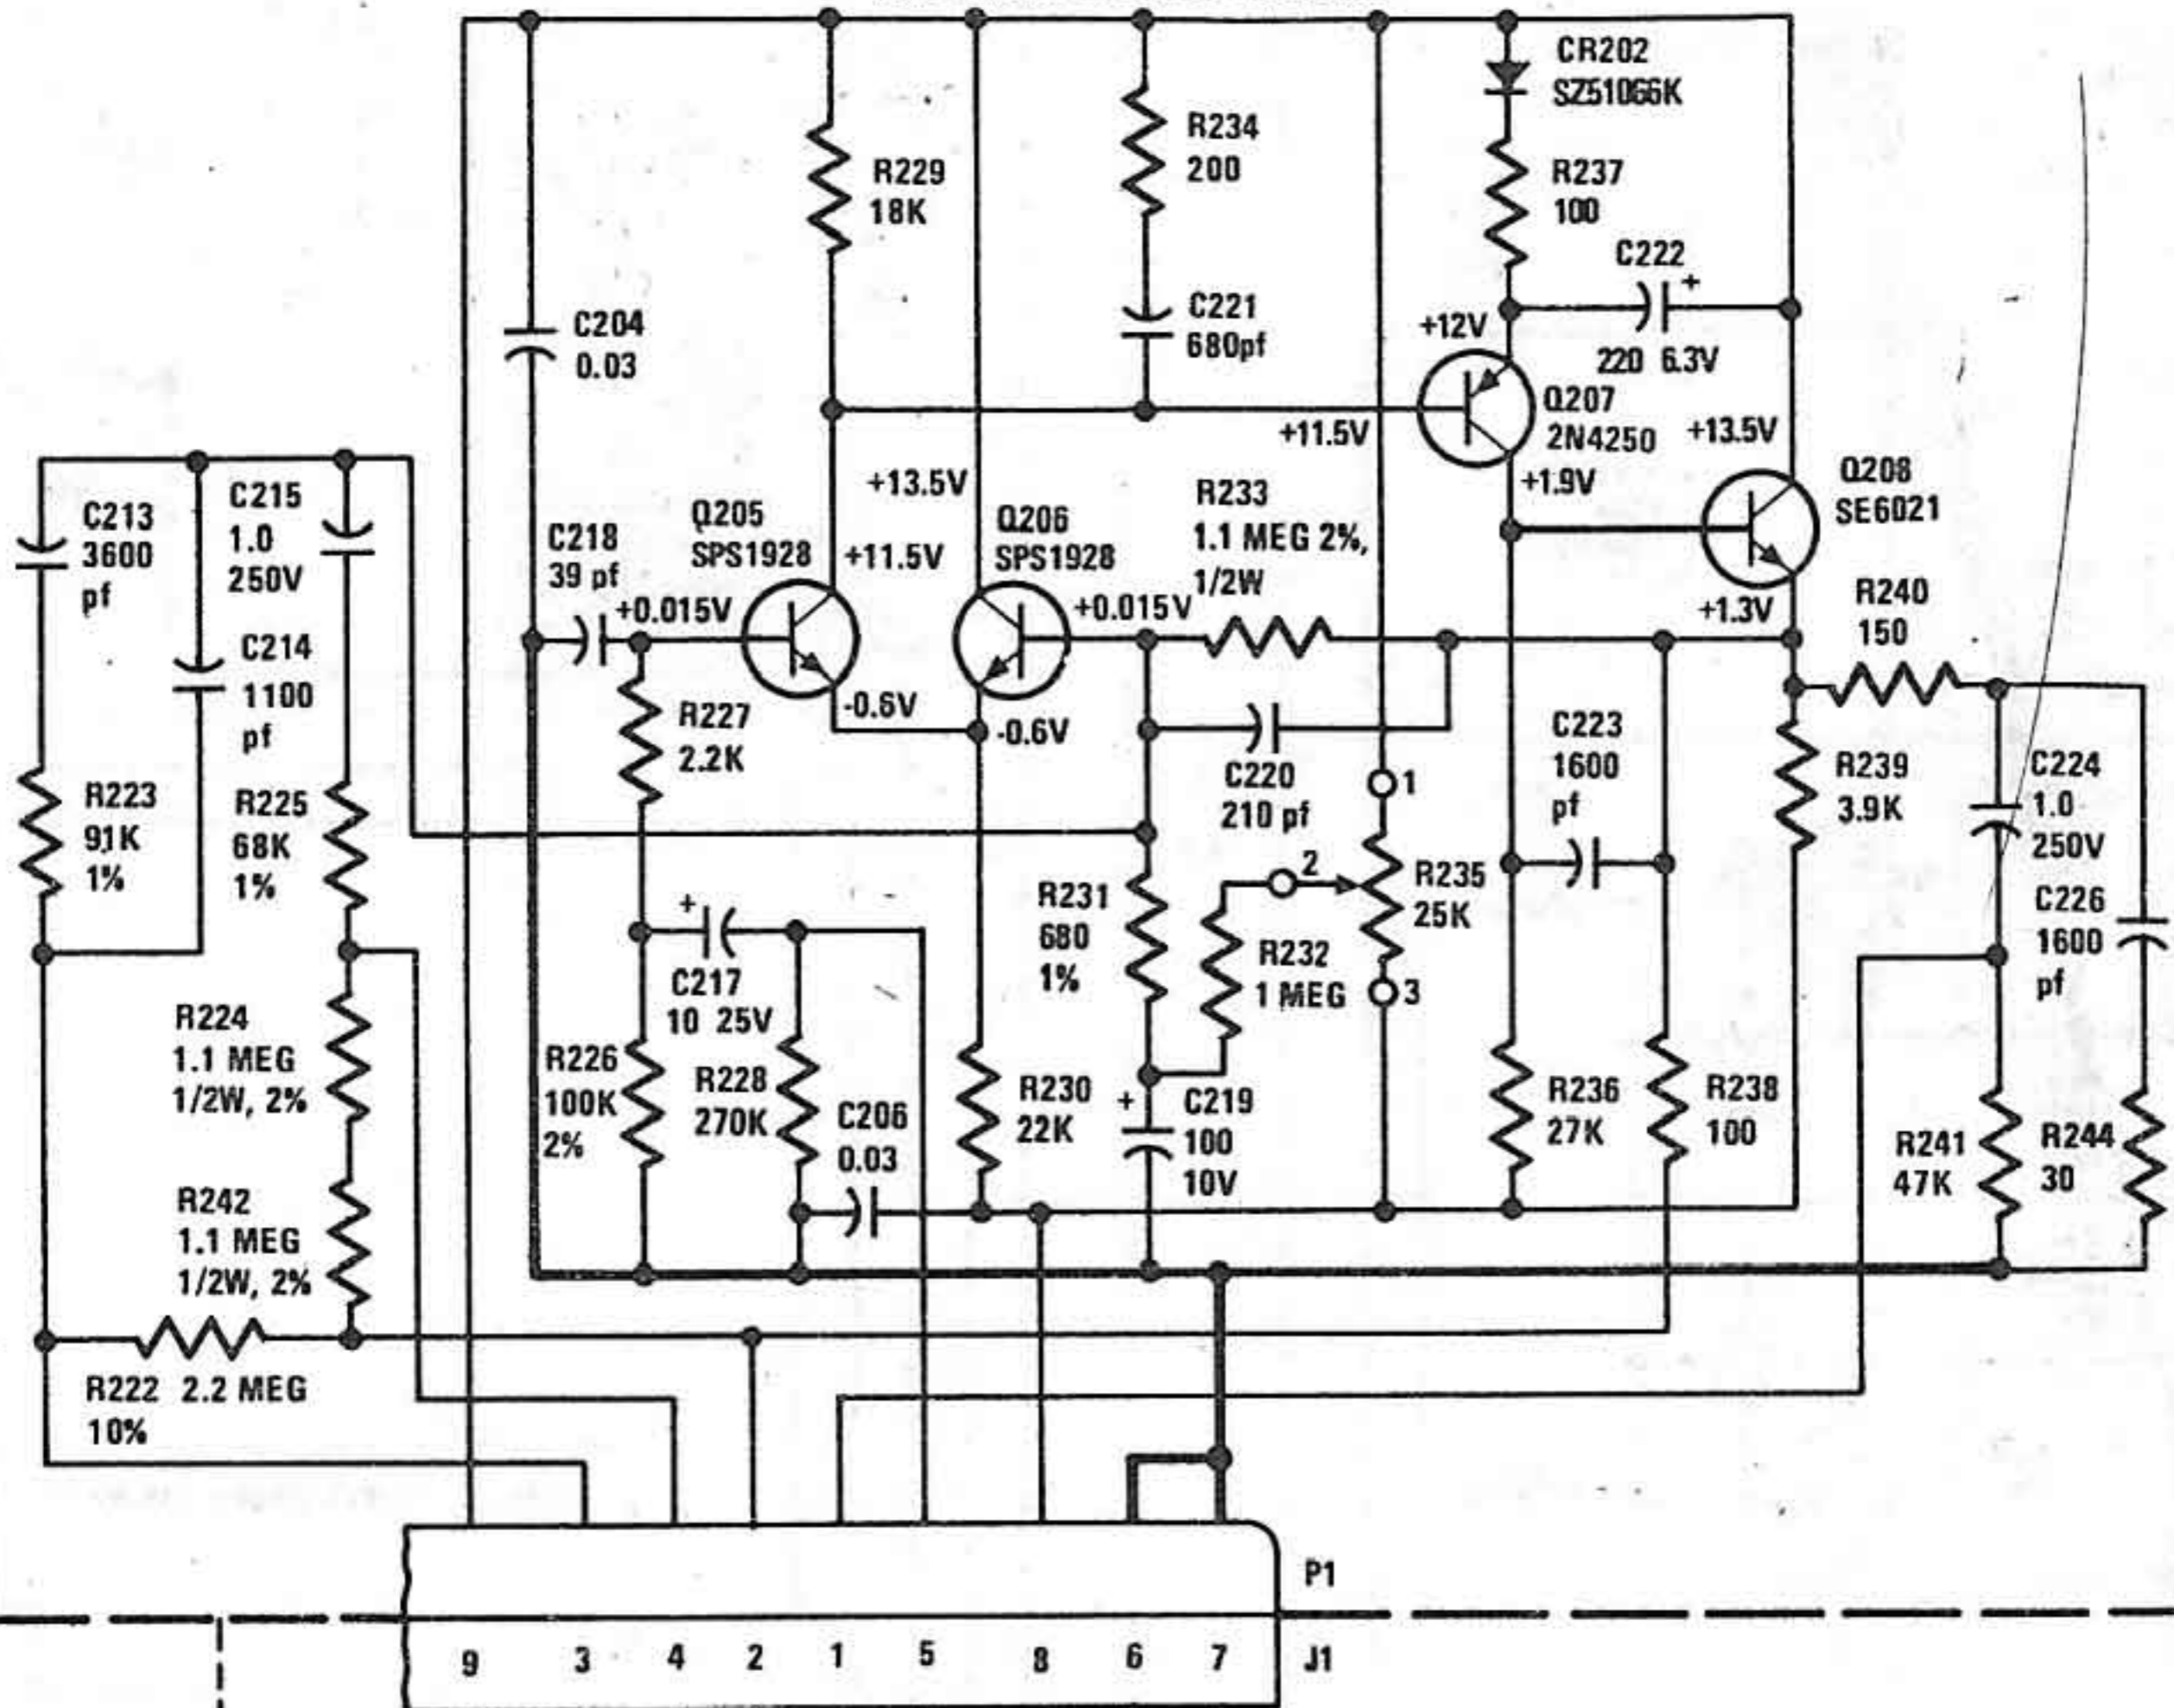 CR202
SZ51066K
R234
200
R229
18K
R237
100
C222
+
220 6.3V
C221
680pf
C204
0.03
+12V
Q207
2N4250
+11.5V
+13.5V
+1.9V
Q208
SE6021
C213
3600
pf
C215
1.0
250V
C214
1100
pf
C218
39 pf
Q205
SPS1928
+13.5V
+11.5V
Q206
SPS1928
R233
1.1 MEG 2%,
1/2W
+0.015V
+0.015V
+1.3V
R240
150
-0.6V
-0.6V
R227
2.2K
C220
210 pf
C223
1600
pf
R239
3.9K
C224
1.0
250V
R223
91K
1%
R225
68K
1%
1
2
R235
25K
3
R231
680
1%
R232
1 MEG
C226
1600
pf
+
C217
10 25V
R224
1.1 MEG
1/2W, 2%
R226
100K
2%
R228
270K
C206
0.03
R230
22K
+
C219
100
10V
R236
27K
R238
100
R241
47K
R244
30
R242
1.1 MEG
1/2W, 2%
R222 2.2 MEG
10%
P1
9 3 4 2 1 5 8 6 7 J1